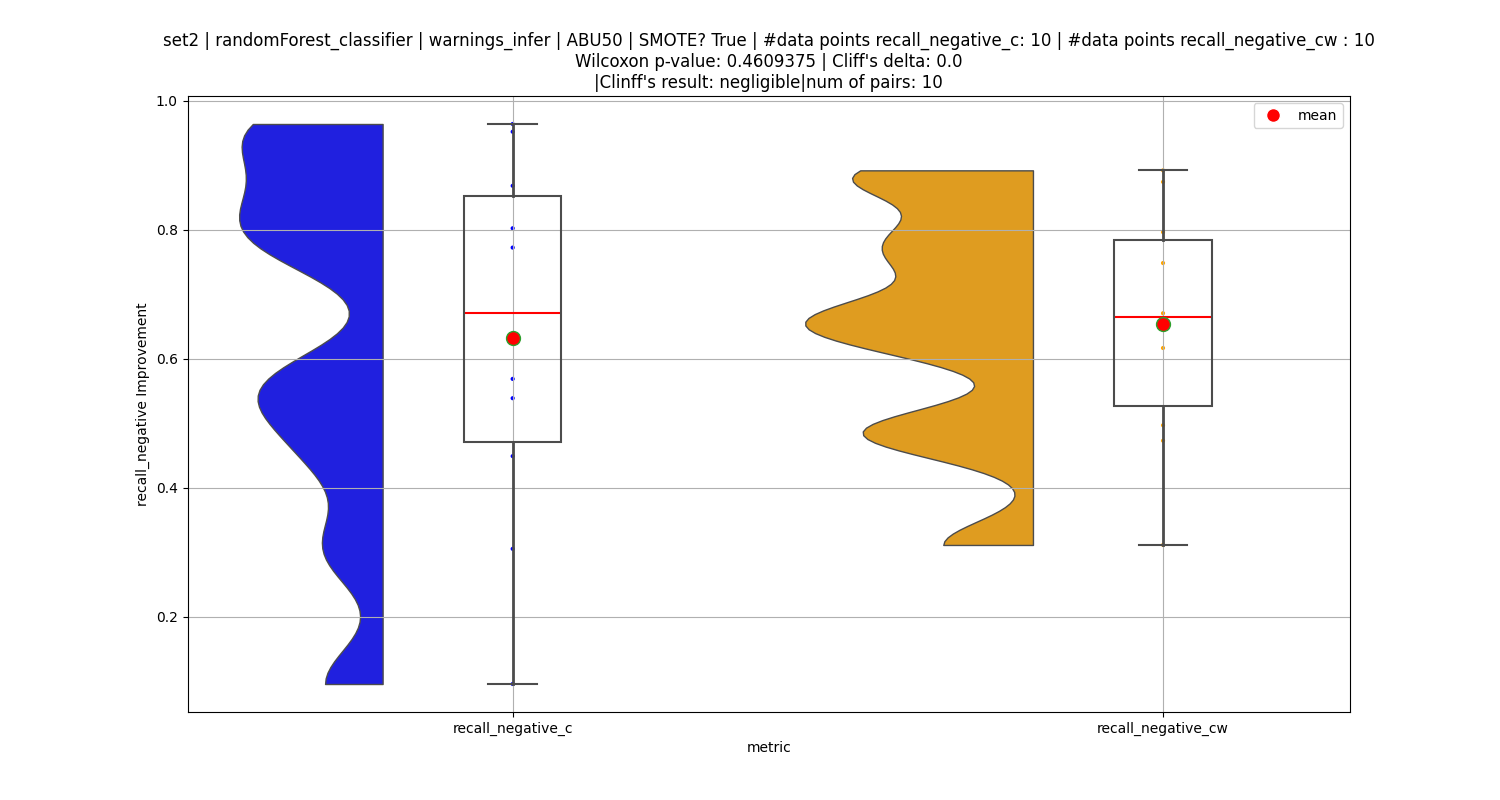 set2 | randomForest_classifier | warnings_infer | ABU50 | SMOTE? True | #data points recall_negative_c: 10 | #data points recall_negative_cw : 10
Wilcoxon p-value: 0.4609375 | Cliff's delta: 0.0
|Clinff's result: negligible|num of pairs: 10
mean
1.0
0.8
0.6
0.4
0.2
recall_negative Improvement
recall_negative_c
recall_negative_cw
metric